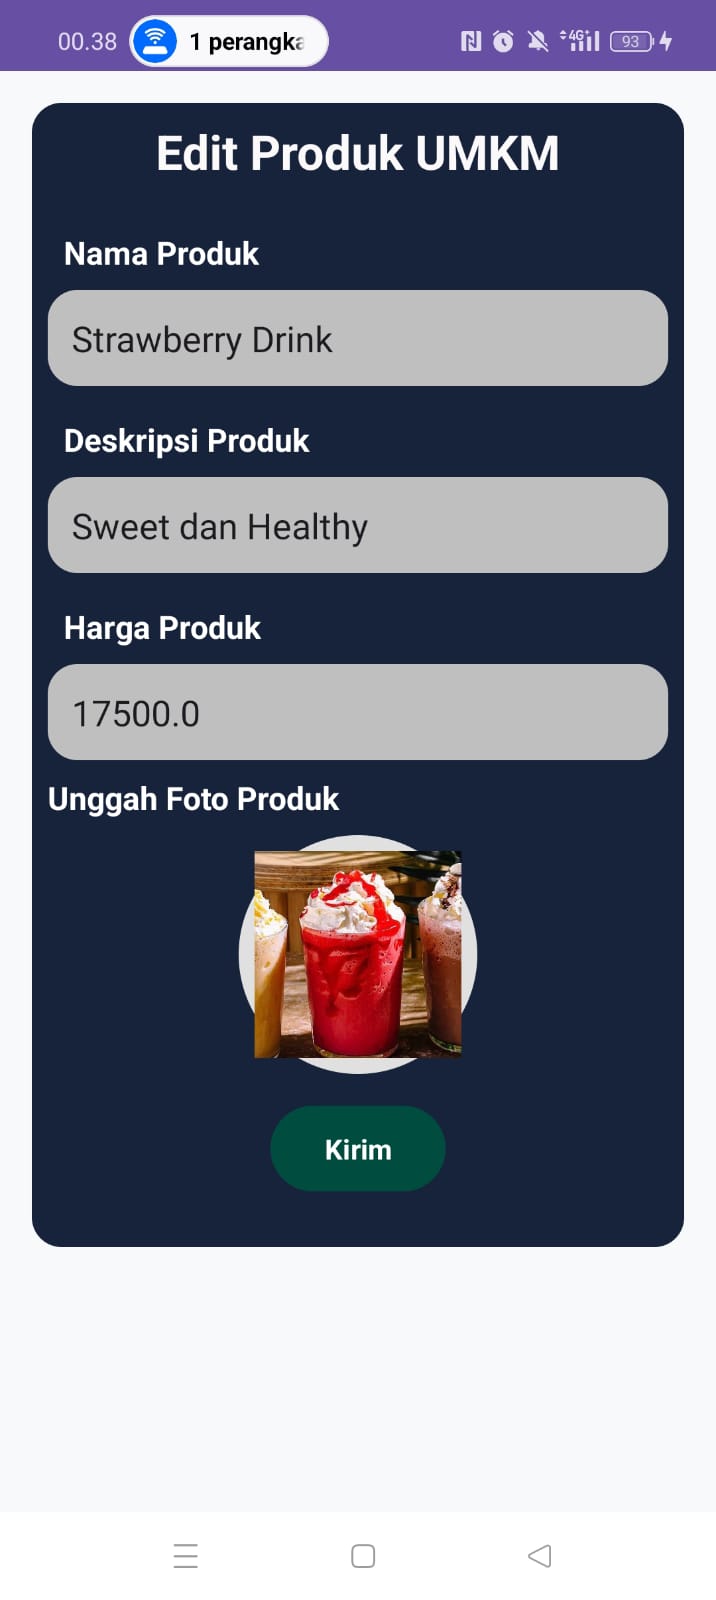 00.38
1 perangka
4G+
93
Edit Produk UMKM
Nama Produk
Strawberry Drink
Deskripsi Produk
Sweet dan Healthy
Harga Produk
17500.0
Unggah Foto Produk
Kirim